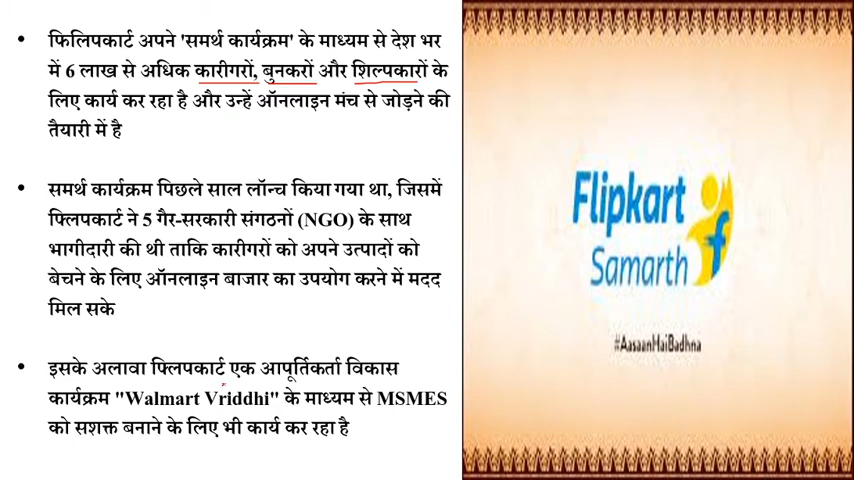 • फिलिपकार्ट अपने 'समर्थ कार्यक्रम' के माध्यम से देश भर
में 6 लाख से अधिक कारीगरों, बुनकरों और शिल्पकारों के
लिए कार्य कर रहा है और उन्हें ऑनलाइन मंच से जोड़ने की
तैयारी में है
• समर्थ कार्यक्रम पिछले साल लॉन्च किया गया था, जिसमें
फ्लिपकार्ट ने 5 गैर-सरकारी संगठनों (NGO) के साथ
भागीदारी की थी ताकि कारीगरों को अपने उत्पादों को
बेचने के लिए ऑनलाइन बाजार का उपयोग करने में मदद
मिल सके
• इसके अलावा फ्लिपकार्ट एक आपूर्तिकर्ता विकास
कार्यक्रम "Walmart Vriddhi" के माध्यम से MSMES
को सशक्त बनाने के लिए भी कार्य कर रहा है
Flipkart
Samarth
#AasaanHaiBadhna